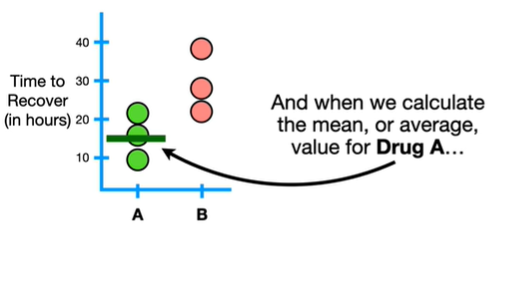 40
Time to
Recover
(in hours)
30
20
10
A
B
And when we calculate
the mean, or average,
value for Drug A...